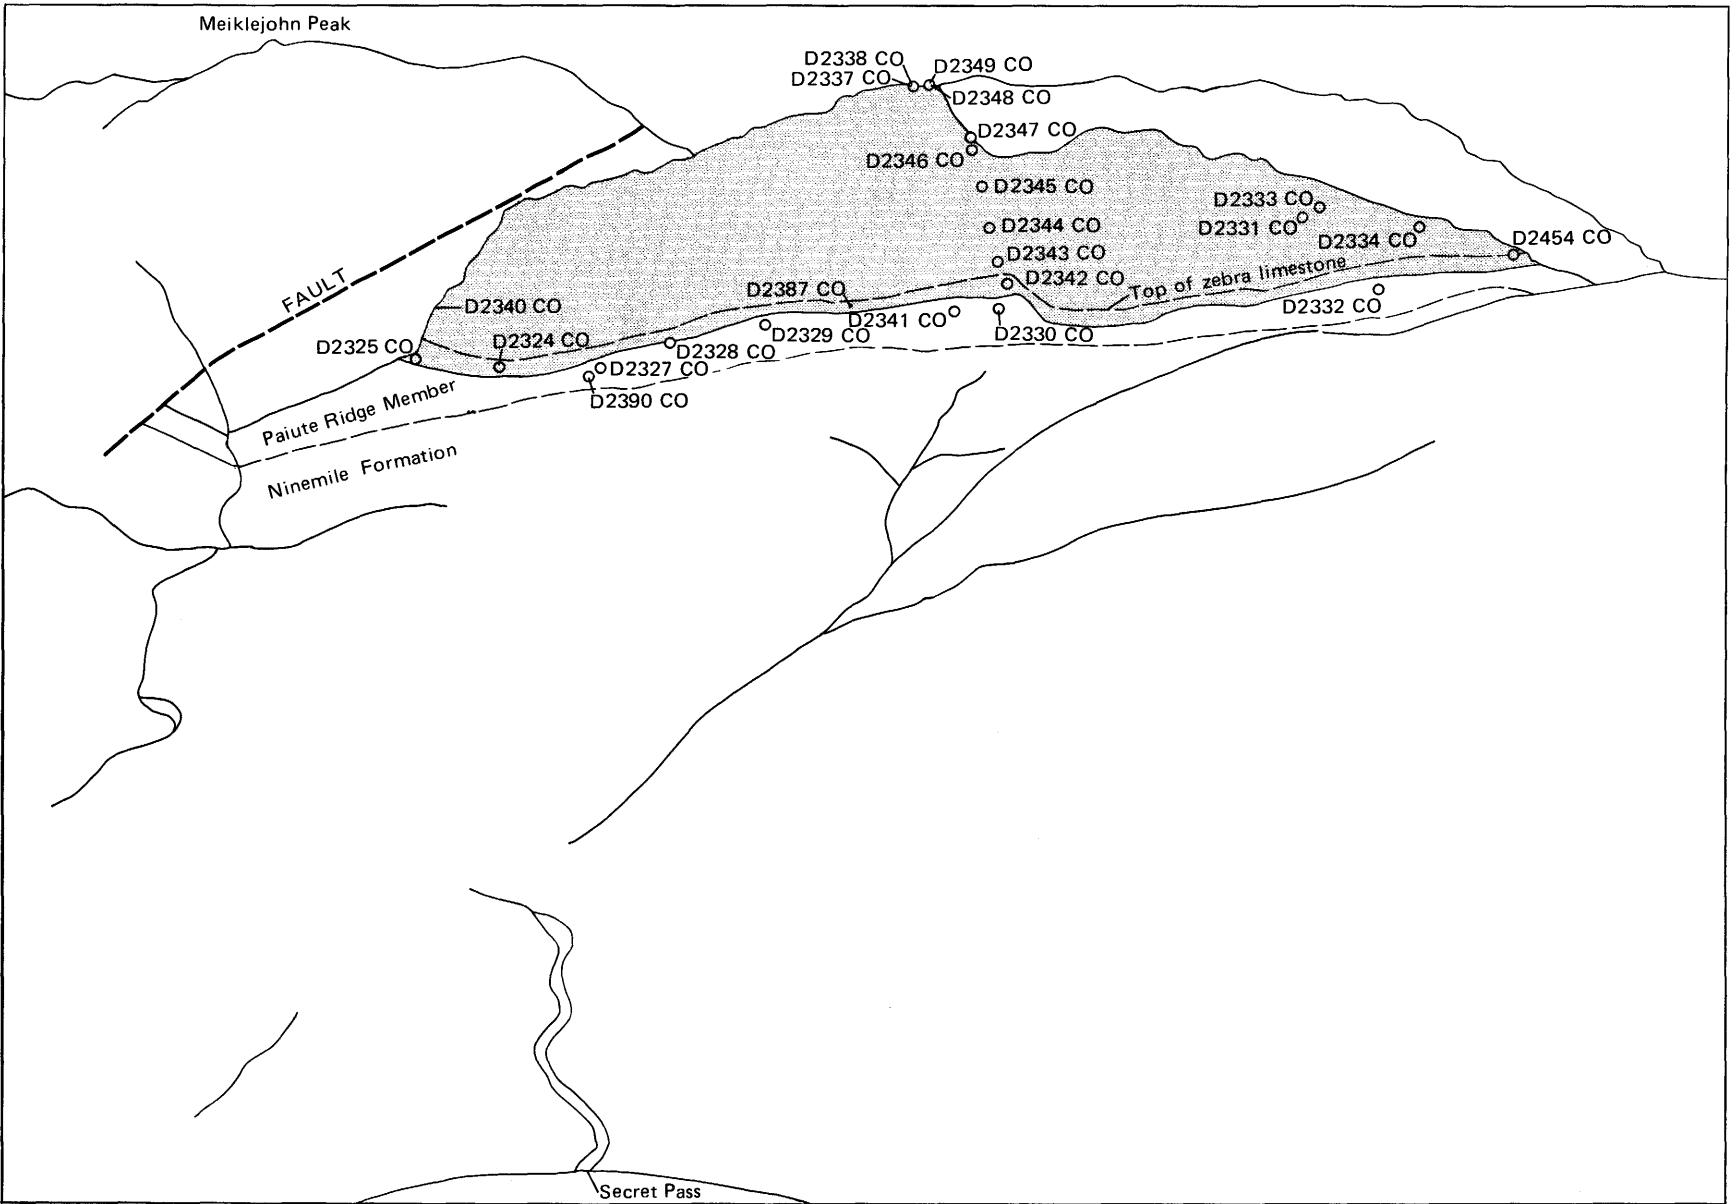 Meiklejohn Peak
D2338 CO
D2349 CO
D2337 CO
D2348 CO
D2347 CO
D2346 CO
D2345 CO
D2333 CO
D2344 CO
D2331 CO
D2334 CO
D2454 CO
D2343 CO
FAULT
D2342 CO
Top of zebra limestone
D2387 CO
D2340 CO
D2332 CO
D2341 CO
D2329 CO
D2330 CO
D2325 CO
D2324 CO
D2328 CO
D2327 CO
D2390 CO
Paiute Ridge Member
Ninemile Formation
Secret Pass